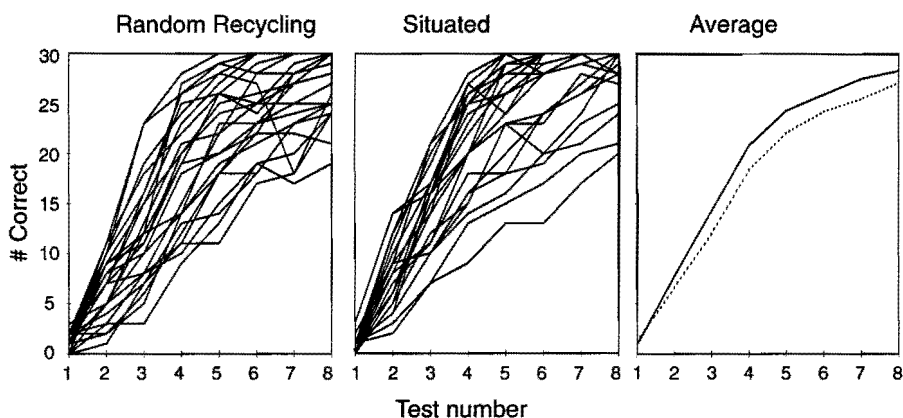 Random Recycling Situated Average
# Correct
30
25
20
15
10
5
0
1 2 3 4 5 6 7 8 1 2 3 4 5 6 7 8 1 2 3 4 5 6 7 8
Test number